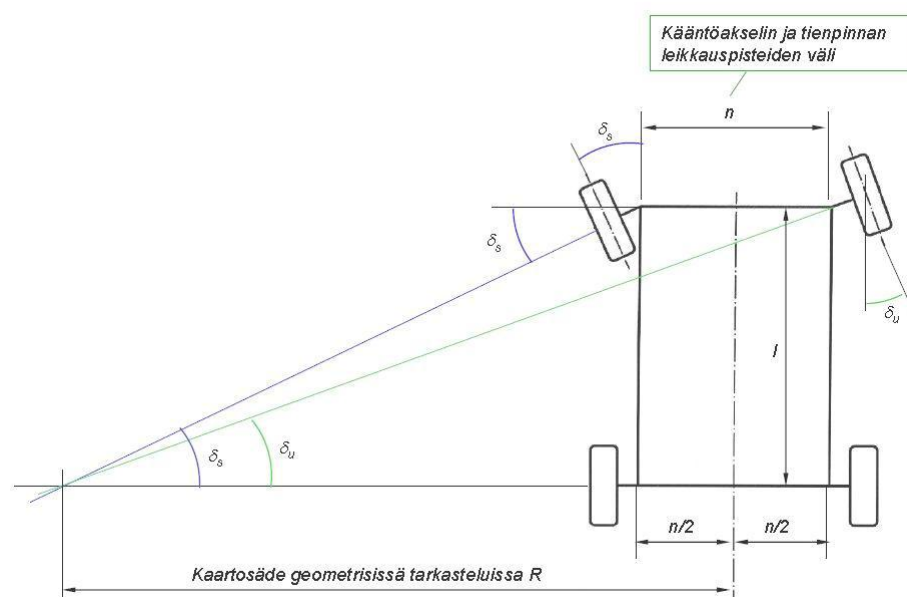 Kääntöakselin ja tienpinnan
leikkauspisteiden väli
n
δs
δs
δu
l
δs
δu
n/2
n/2
Kaartosäde geometrisissä tarkasteluissa R